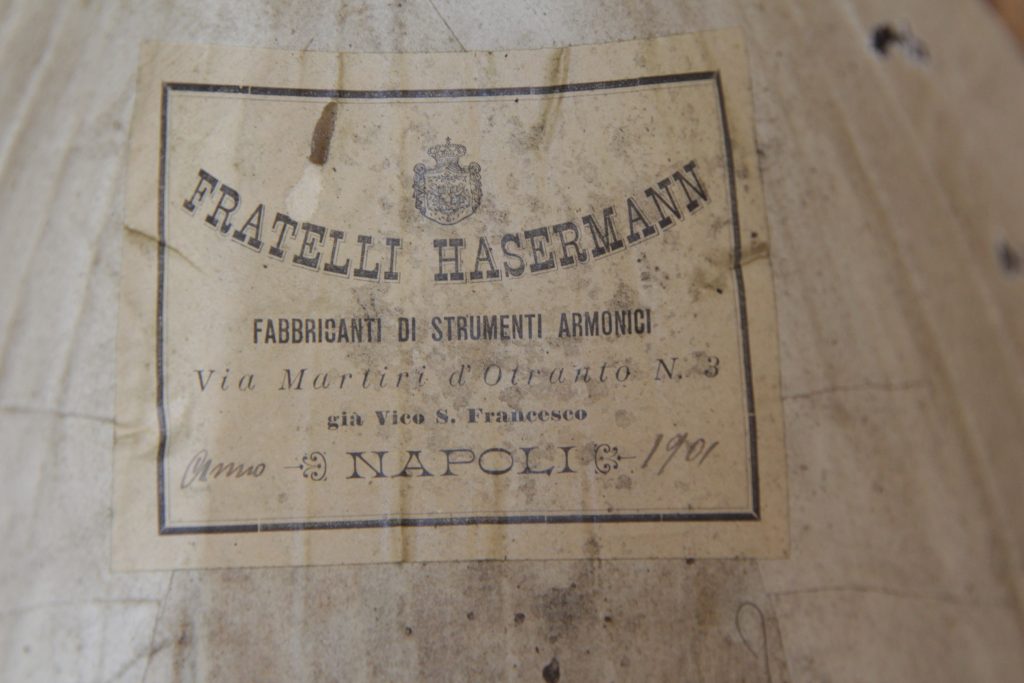 FRATELLI HASERMANN
FABBRICANTI DI STRUMENTI ARMONICI
Via Martiri d'Otranto N. 3
già Vico S. Francesco
Anno NAPOLI 1901